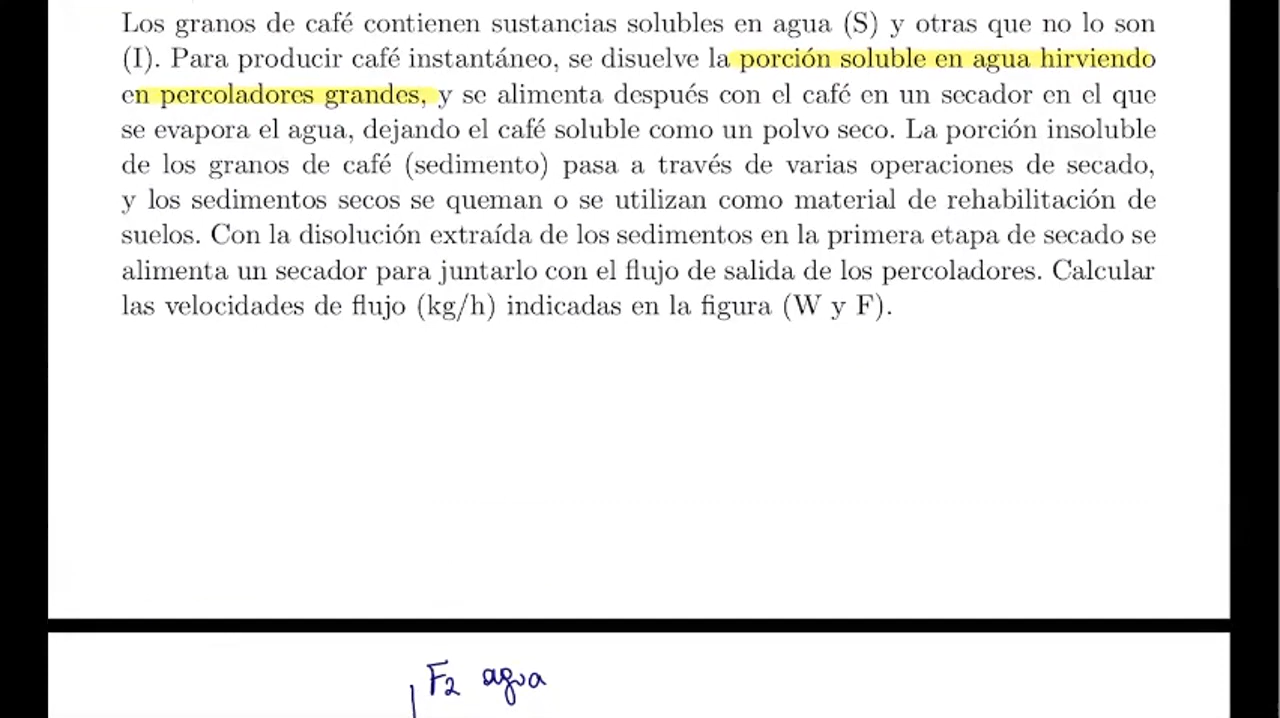 Los granos de café contienen sustancias solubles en agua (S) y otras que no lo son
(I). Para producir café instantáneo, se disuelve la porción soluble en agua hirviendo
en percoladores grandes, y se alimenta después con el café en un secador en el que
se evapora el agua, dejando el café soluble como un polvo seco. La porción insoluble
de los granos de café (sedimento) pasa a través de varias operaciones de secado,
y los sedimentos secos se queman o se utilizan como material de rehabilitación de
suelos. Con la disolución extraída de los sedimentos en la primera etapa de secado se
alimenta un secador para juntarlo con el flujo de salida de los percoladores. Calcular
las velocidades de flujo (kg/h) indicadas en la figura (W y F).
F2 agua